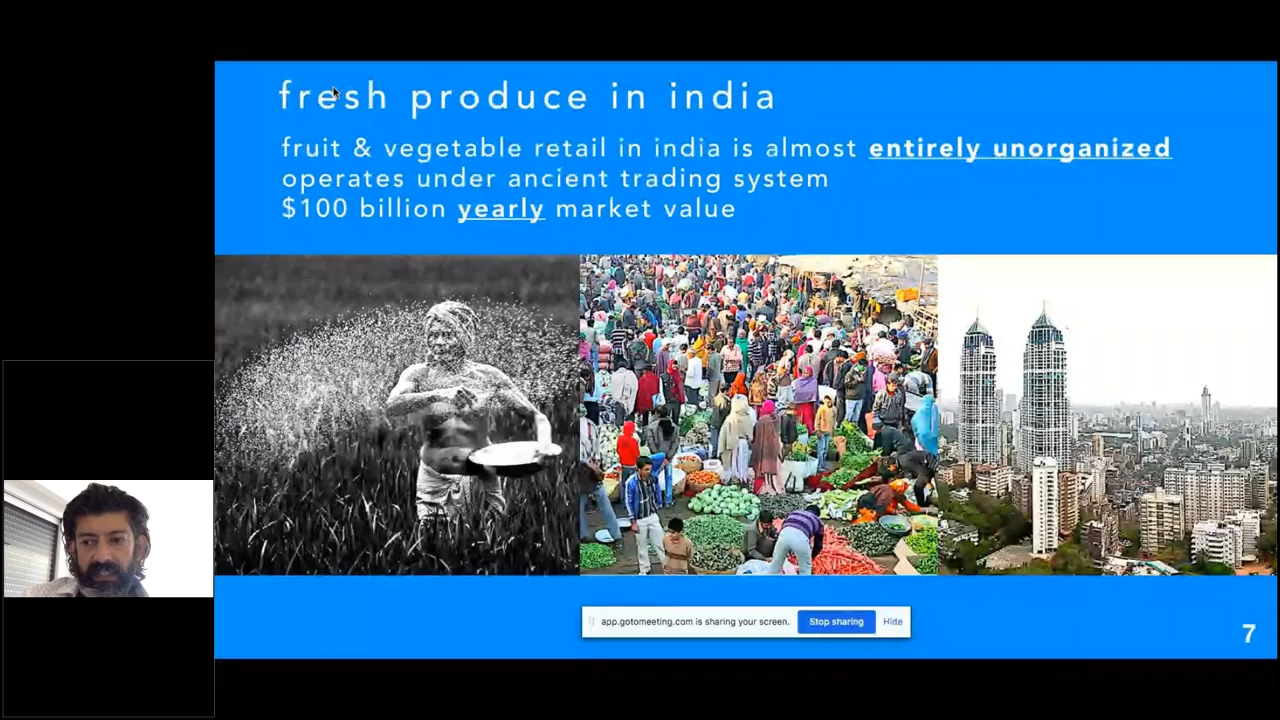 fresh produce in india
fruit & vegetable retail in india is almost entirely unorganized
operates under ancient trading system
$100 billion yearly market value
app.gotomeeting.com is sharing your screen. Stop sharing Hide
7